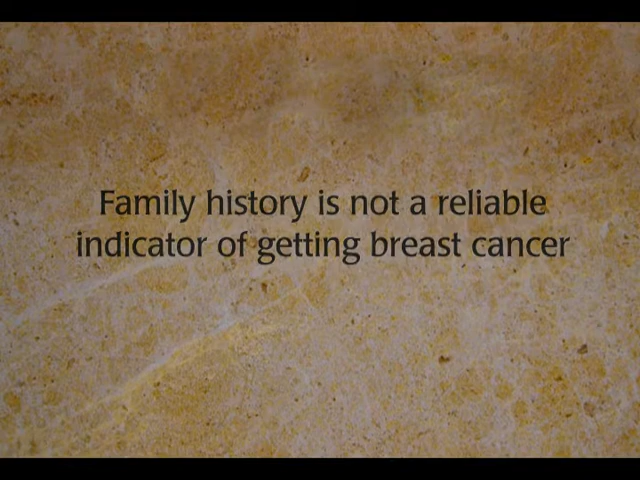 Family history is not a reliable
indicator of getting breast cancer